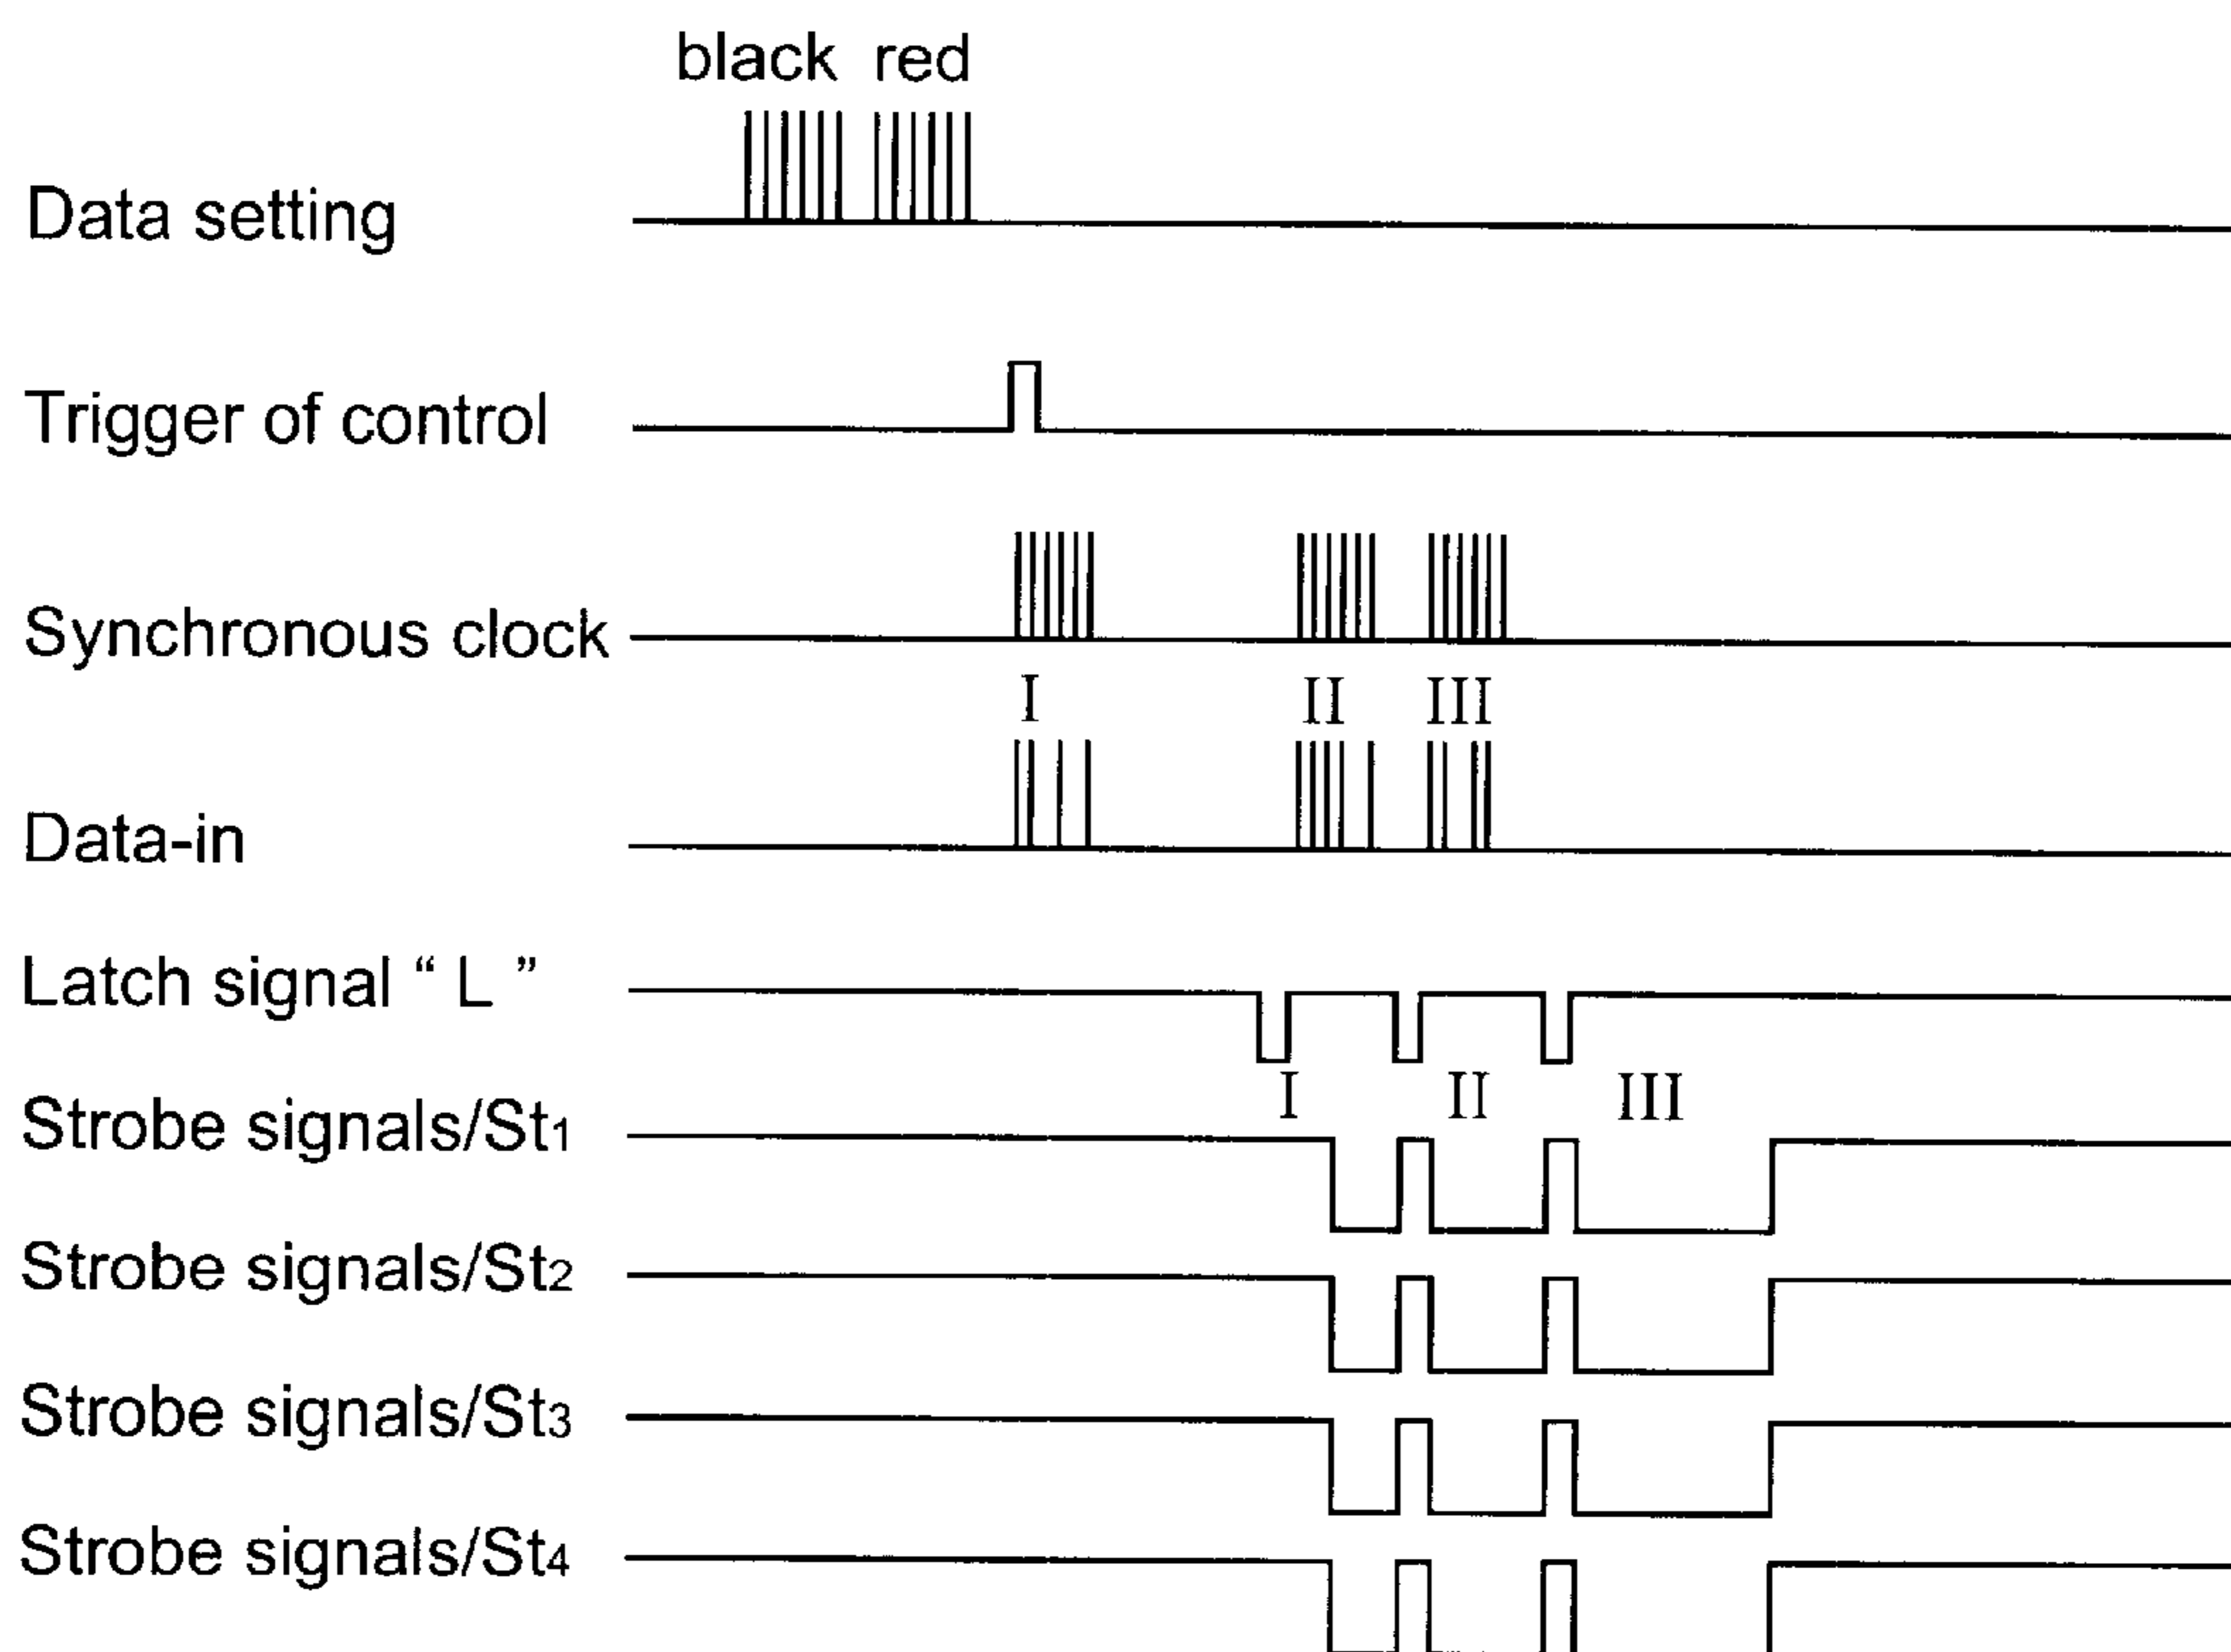 black red
Data setting
Trigger of control
Synchronous clock
I II III
Data-in
Latch signal “ L ”
I II III
Strobe signals/St1
Strobe signals/St2
Strobe signals/St3
Strobe signals/St4